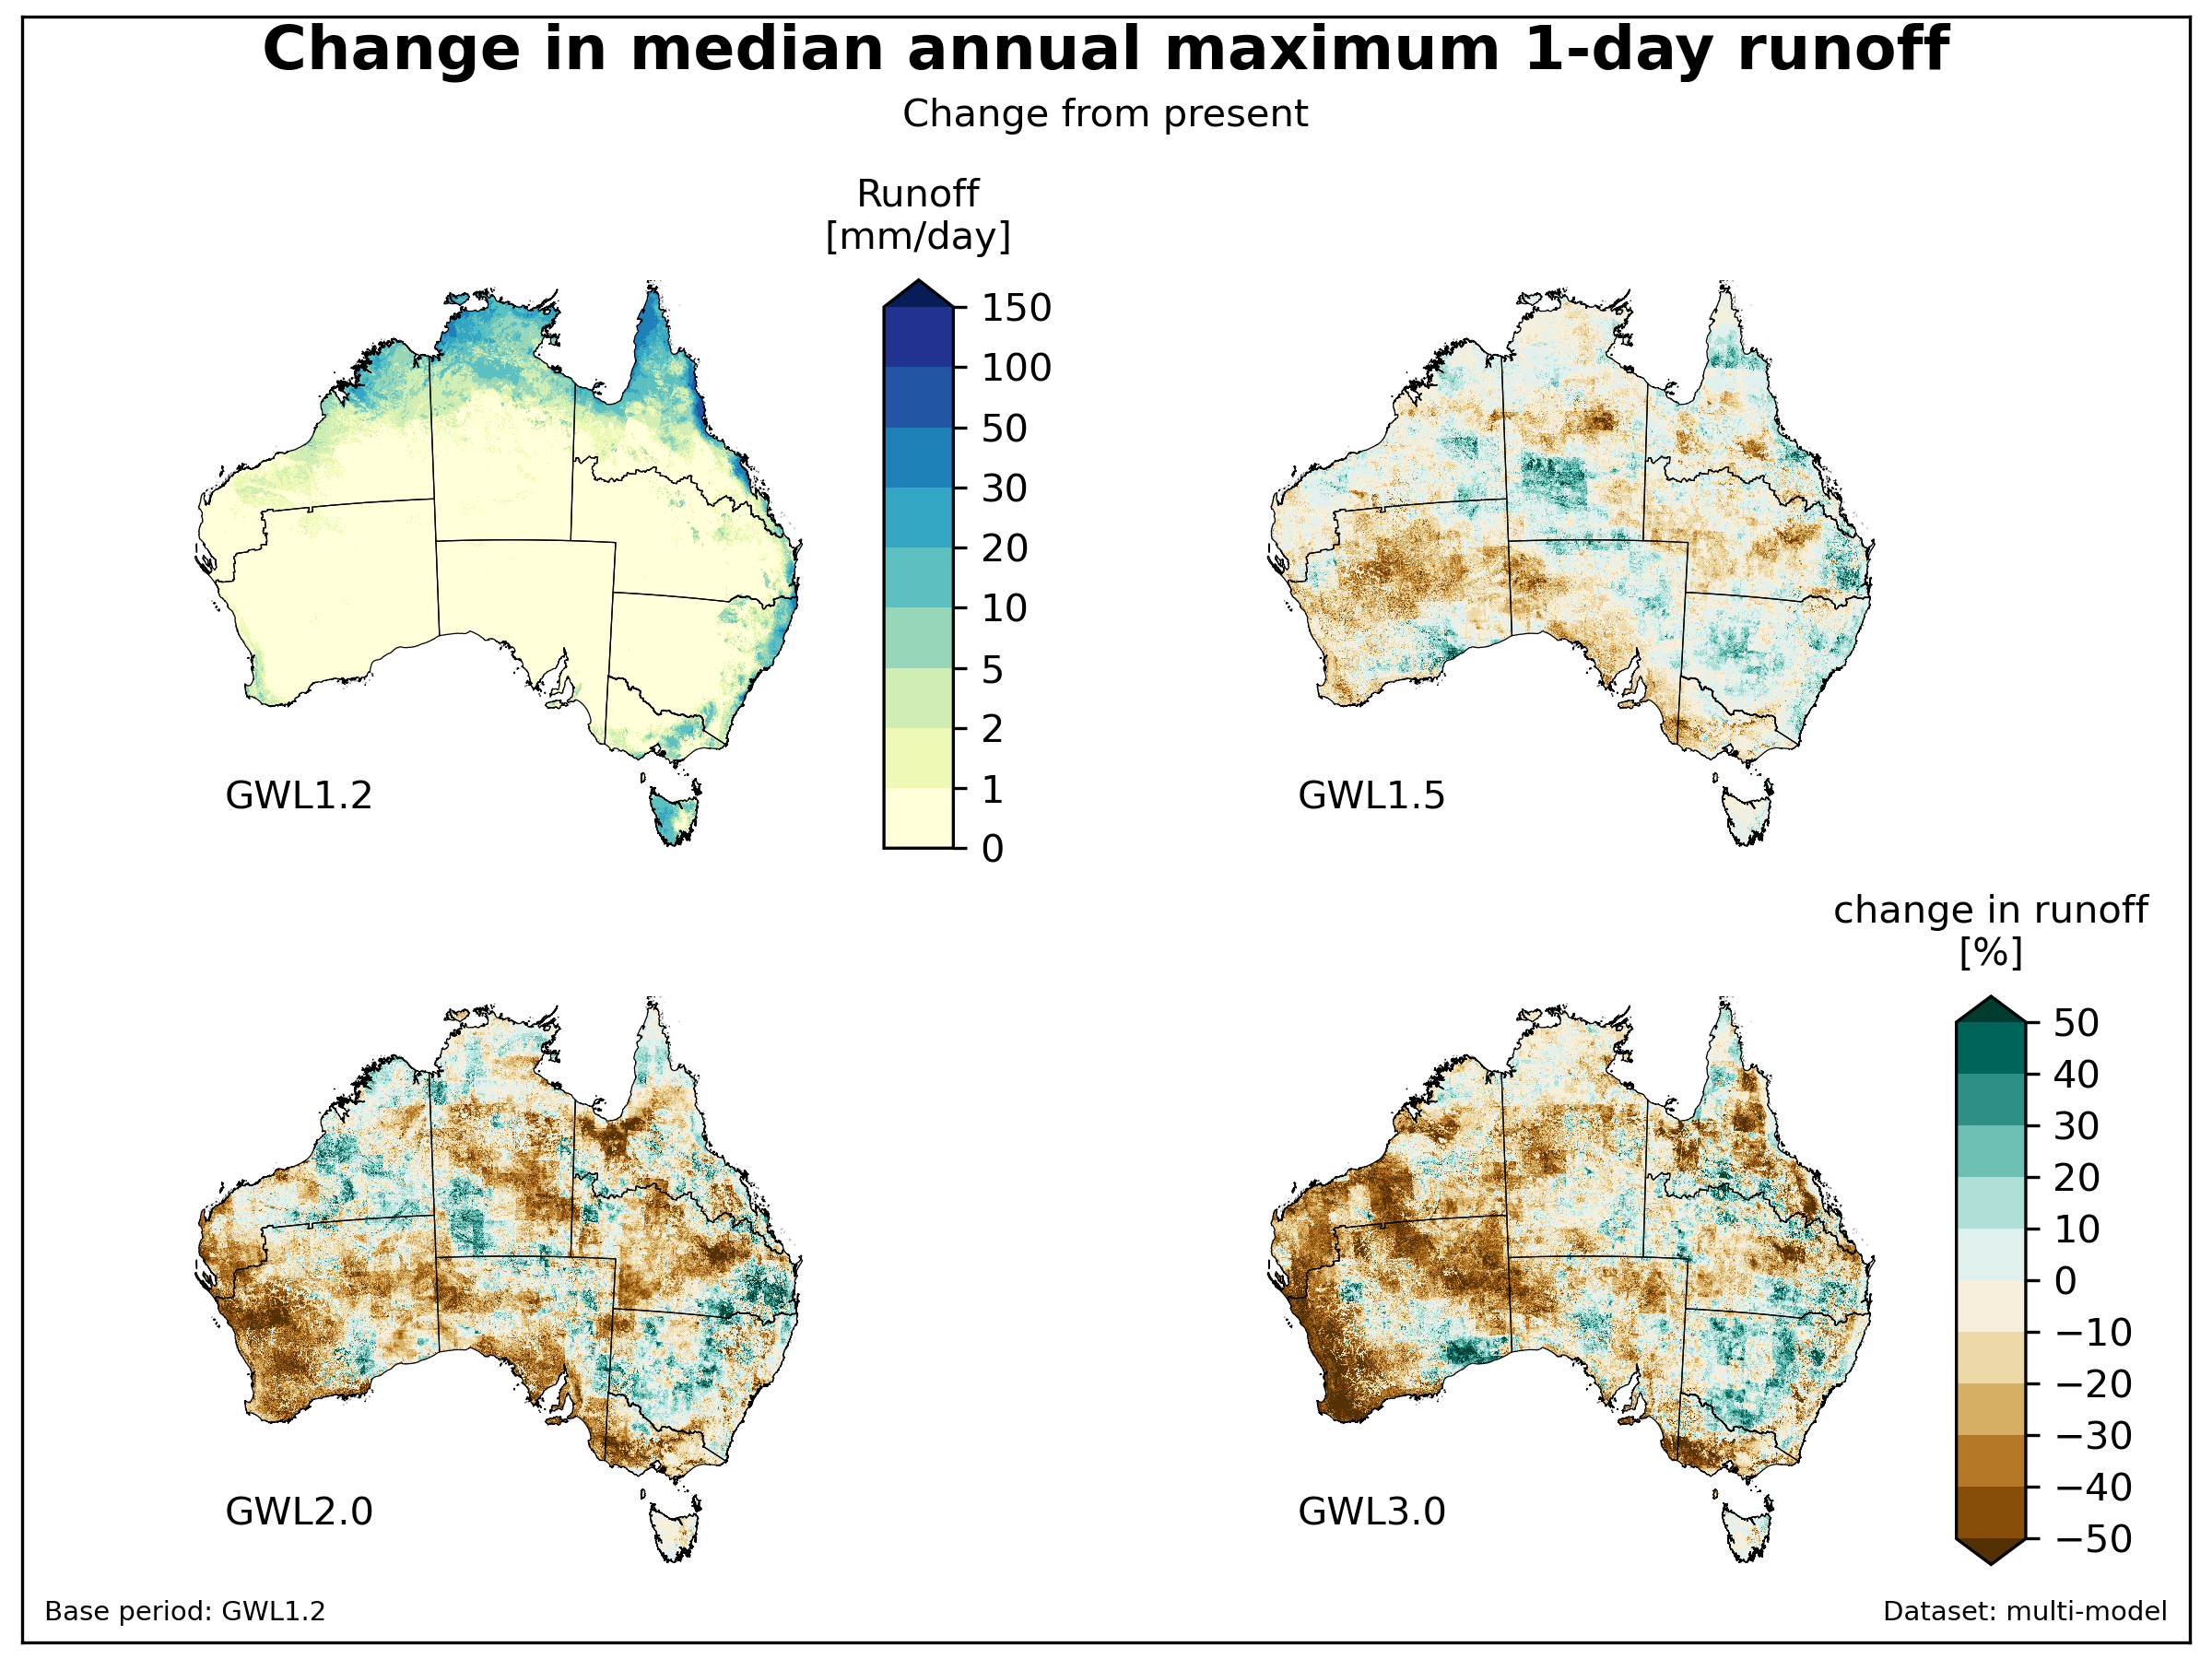 Change in median annual maximum 1-day runoff
Change from present
Runoff
[mm/day]
150
100
50
30
20
10
5
2
1
0
GWL1.2
GWL1.5
change in runoff
[%]
50
40
30
20
10
0
−10
−20
−30
−40
−50
GWL2.0
GWL3.0
Base period: GWL1.2
Dataset: multi-model